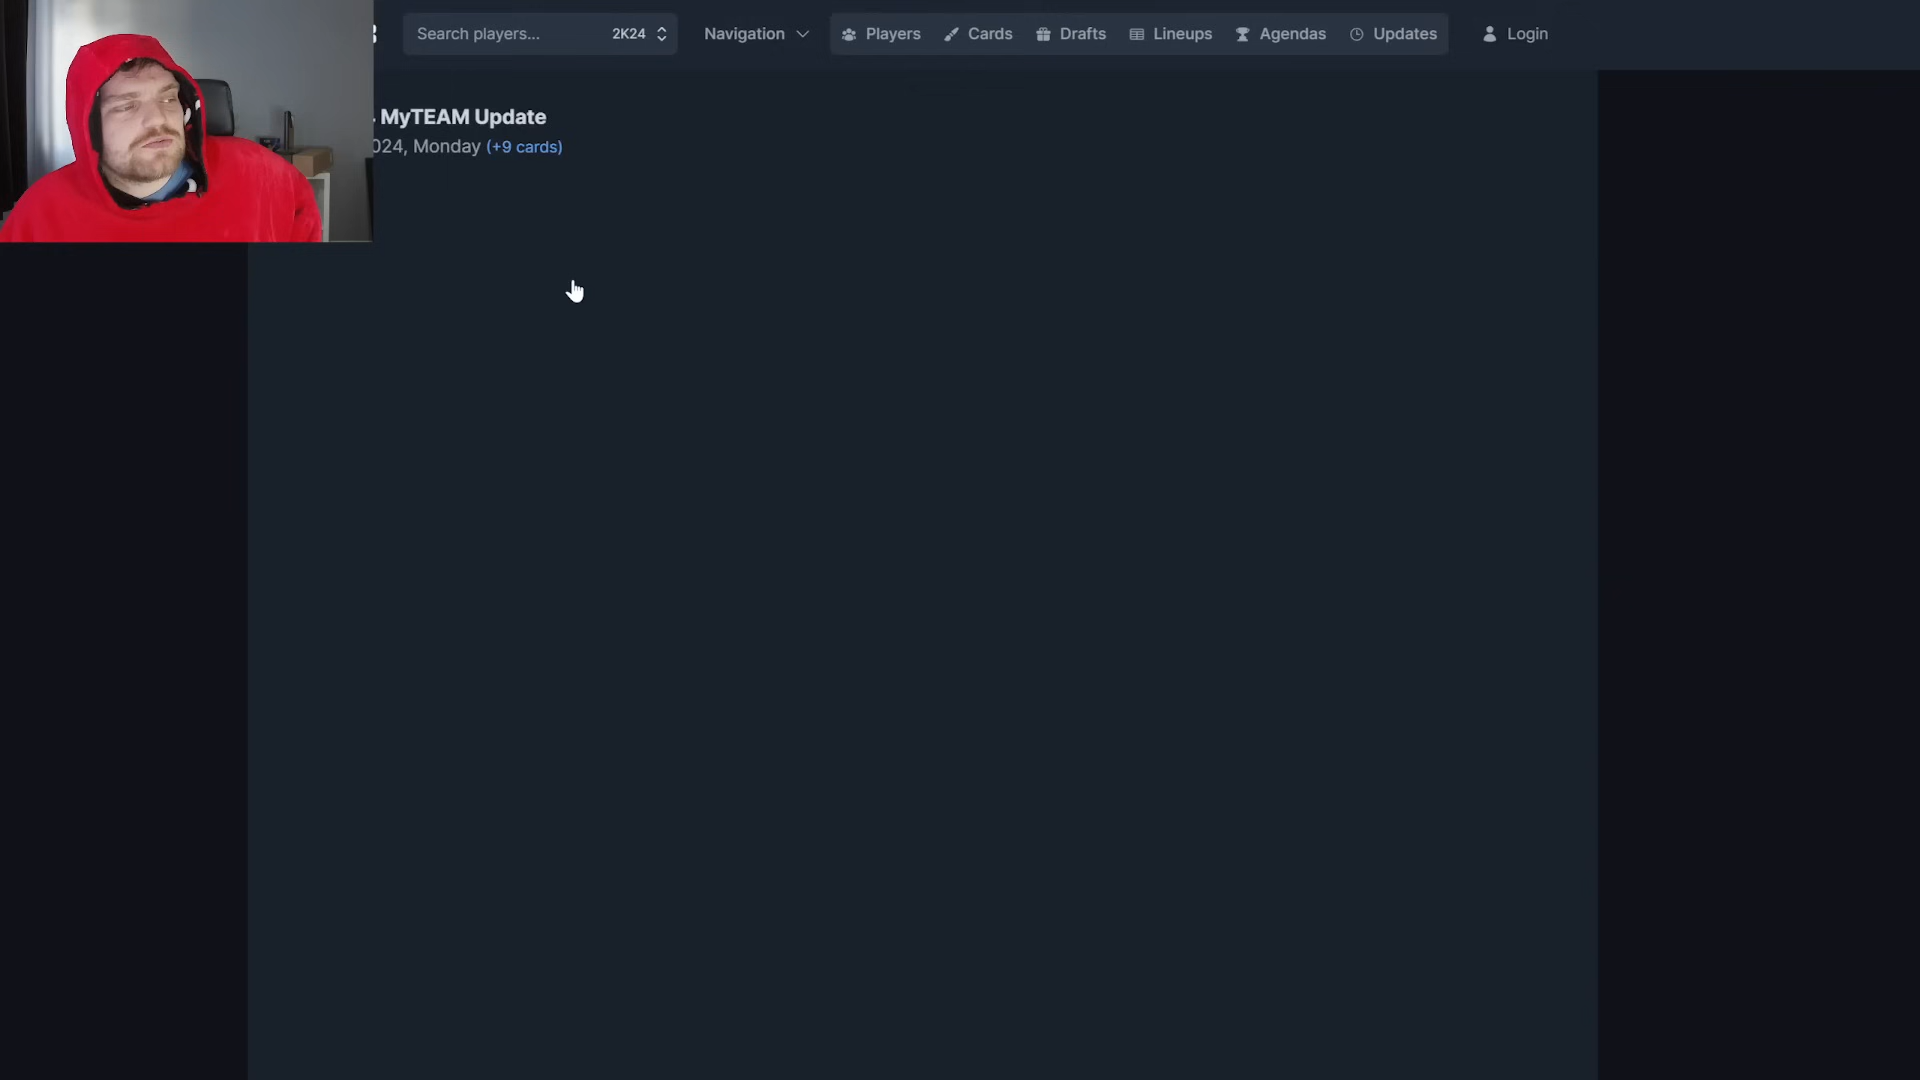 Search players... 2K24 Navigation Players Cards Drafts Lineups Agendas Updates Login
MyTEAM Update
024, Monday (+9 cards)